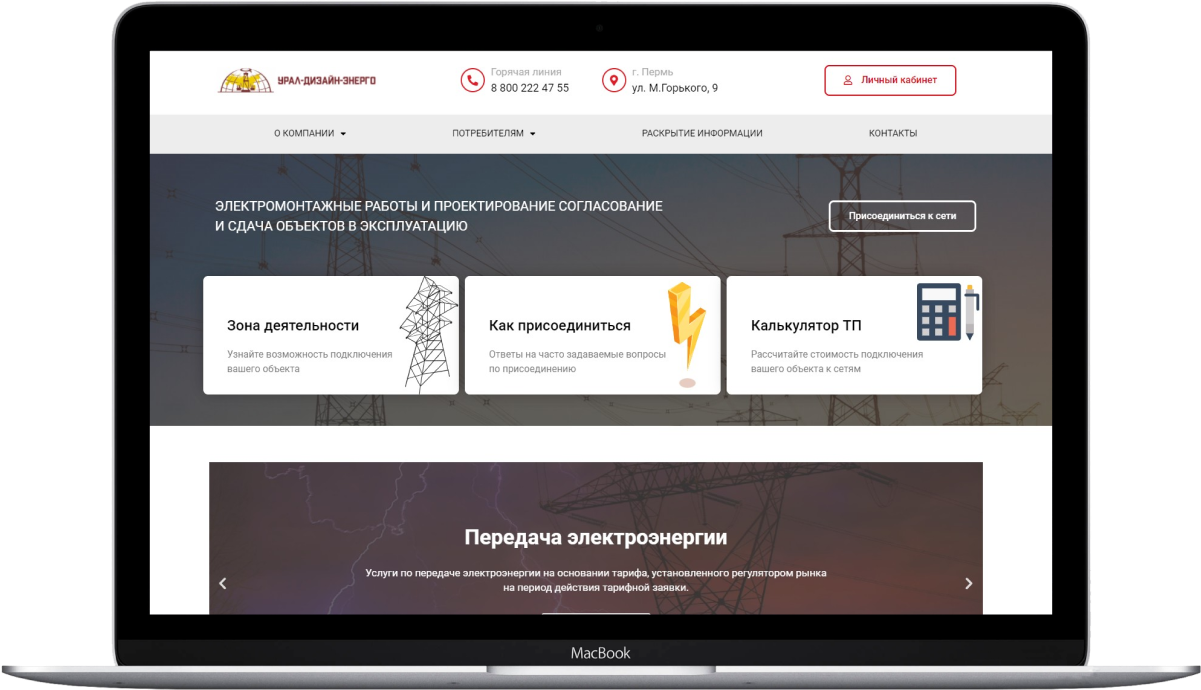 УРАЛ-ДИЗАЙН-ЭНЕРГО
Горячая линия
8 800 222 47 55
г. Пермь
ул. М.Горького, 9
Личный кабинет
О КОМПАНИИ
ПОТРЕБИТЕЛЯМ
РАСКРЫТИЕ ИНФОРМАЦИИ
КОНТАКТЫ
ЭЛЕКТРОМОНТАЖНЫЕ РАБОТЫ И ПРОЕКТИРОВАНИЕ СОГЛАСОВАНИЕ
И СДАЧА ОБЪЕКТОВ В ЭКСПЛУАТАЦИЮ
Присоединиться к сети
Зона деятельности
Узнайте возможность подключения
вашего объекта
Как присоединиться
Ответы на часто задаваемые вопросы
по присоединению
Калькулятор ТП
Рассчитайте стоимость подключения
вашего объекта к сетям
Передача электроэнергии
Услуги по передаче электроэнергии на основании тарифа, установленного регулятором рынка
на период действия тарифной заявки.
MacBook